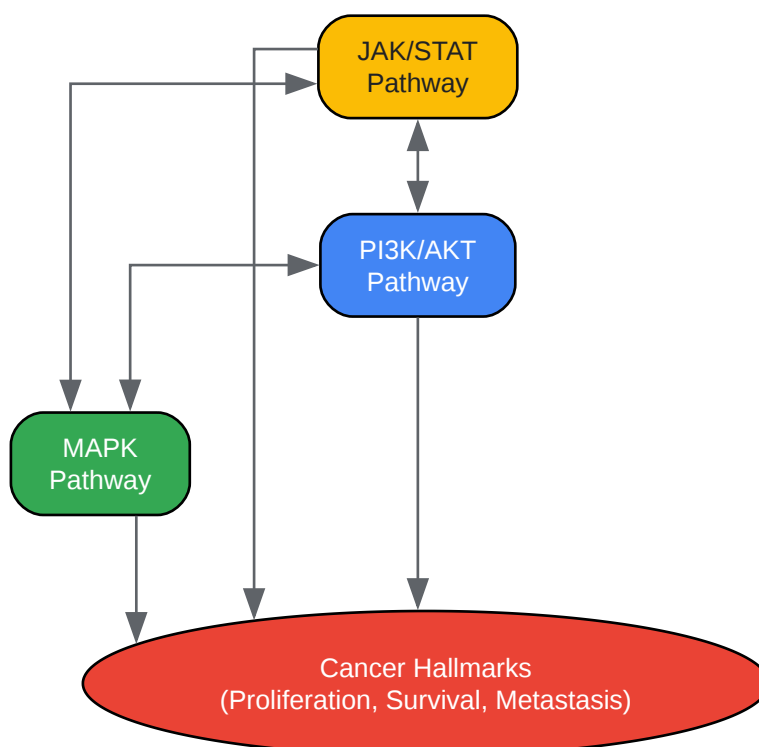 JAK/STAT
Pathway
PI3K/AKT
Pathway
MAPK
Pathway
Cancer Hallmarks
(Proliferation, Survival, Metastasis)